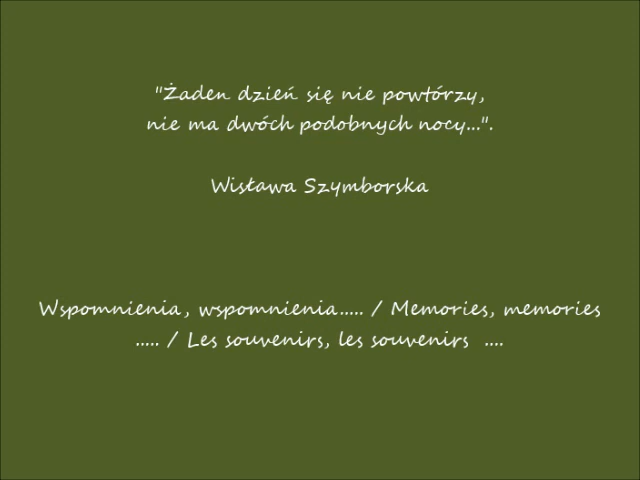 "Żaden dzień się nie powtórzy,
nie ma dwóch podobnych nocy...".
Wisława Szymborska
Wspomnienia, wspomnienia..... / Memories, memories
..... / Les souvenirs, les souvenirs ....